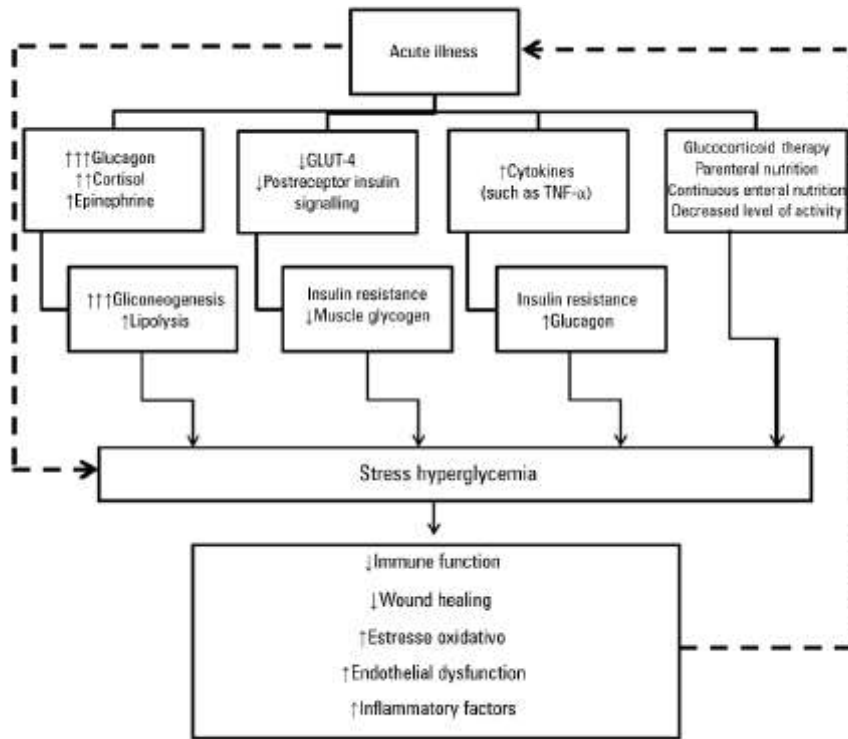 Acute illness
↑↑↑Glucagon
↑↑Cortisol
↑Epinephrine
↓GLUT-4
↓Postreceptor insulin
signalling
↑Cytokines
(such as TNF-α)
Glucocorticoid therapy
Parenteral nutrition
Continuous enteral nutrition
Decreased level of activity
↑↑↑Gliconeogenesis
↑Lipolysis
Insulin resistance
↓Muscle glycogen
Insulin resistance
↑Glucagon
Stress hyperglycemia
↓Immune function
↓Wound healing
↑Estresse oxidativo
↑Endothelial dysfunction
↑Inflammatory factors